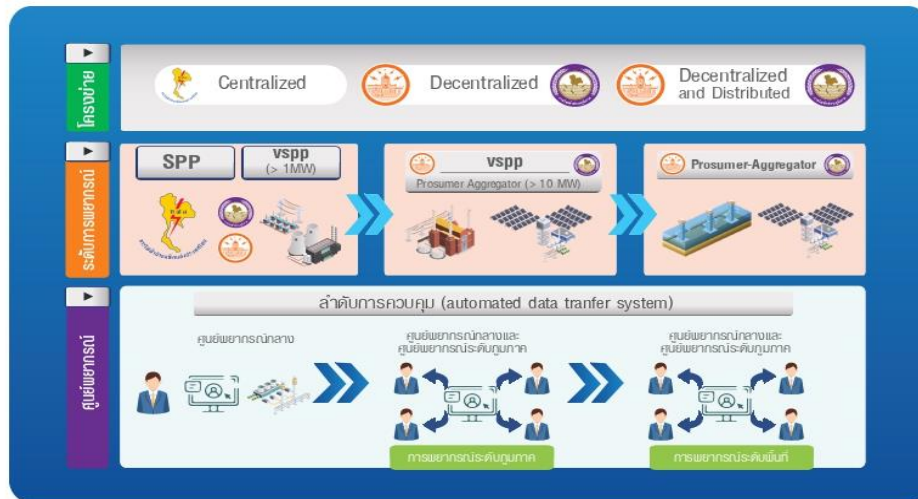 โครงข่าย
Centralized
Decentralized
Decentralized
and Distributed
ระดับการพยากรณ์
SPP
vspp
(> 1MW)
vspp
Prosumer Aggregator (> 10 MW)
Prosumer-Aggregator
ศูนย์พยากรณ์
ลำดับการควบคุม (automated data tranfer system)
ศูนย์พยากรณ์กลาง
ศูนย์พยากรณ์กลางและ
ศูนย์พยากรณ์ระดับภูมิภาค
การพยากรณ์ระดับภูมิภาค
ศูนย์พยากรณ์กลางและ
ศูนย์พยากรณ์ระดับภูมิภาค
การพยากรณ์ระดับพื้นที่